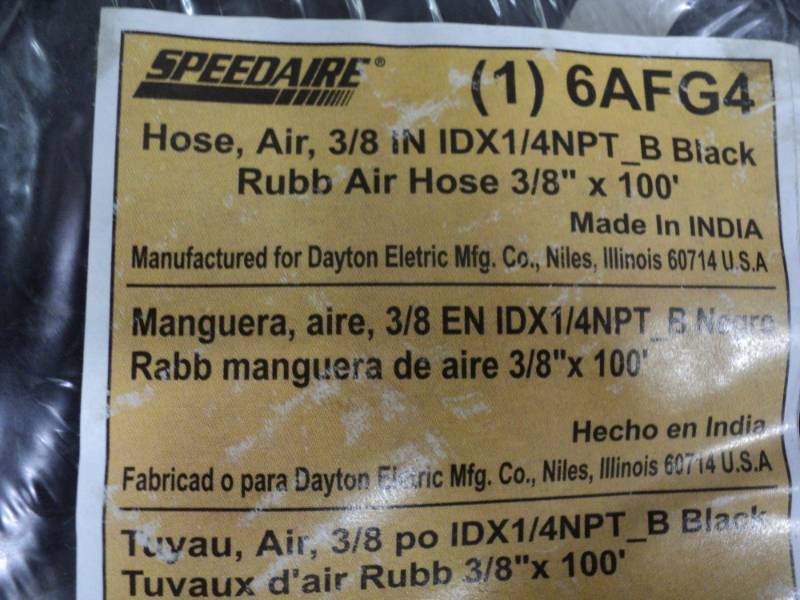 SPEEDAIRE® (1) 6AFG4
Hose, Air, 3/8 IN IDX1/4NPT_B Black
Rubb Air Hose 3/8" x 100'
Made In INDIA
Manufactured for Dayton Eletric Mfg. Co., Niles, Illinois 60714 U.S.A
Manguera, aire, 3/8 EN IDX1/4NPT_B Negro
Rabb manguera de aire 3/8"x 100'
Hecho en India
Fabricad o para Dayton Eletric Mfg. Co., Niles, Illinois 60714 U.S.A
Tuyau, Air, 3/8 po IDX1/4NPT_B Black
Tuvaux d'air Rubb 3/8"x 100'